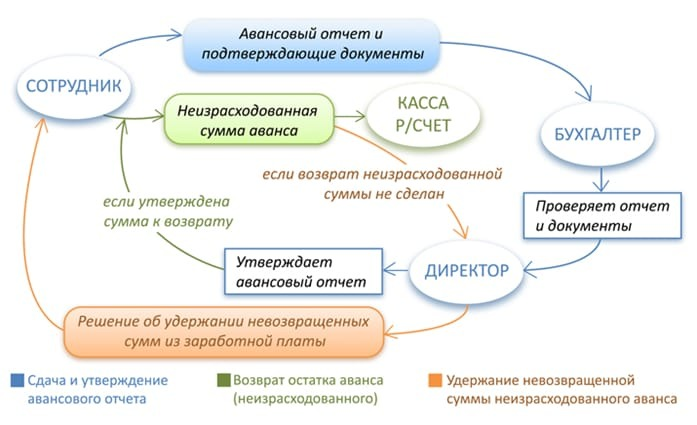 Авансовый отчет и
подтверждающие документы
СОТРУДНИК
Неизрасходованная
сумма аванса
КАССА
Р/СЧЕТ
БУХГАЛТЕР
если возврат неизрасходованной
суммы не сделан
если утверждена
сумма к возврату
Проверяет отчет
и документы
Утверждает
авансовый отчет
ДИРЕКТОР
Решение об удержании невозвращенных
сумм из заработной платы
Сдача и утверждение
авансового отчета
Возврат остатка аванса
(неизрасходованного)
Удержание невозвращенной
суммы неизрасходованного аванса